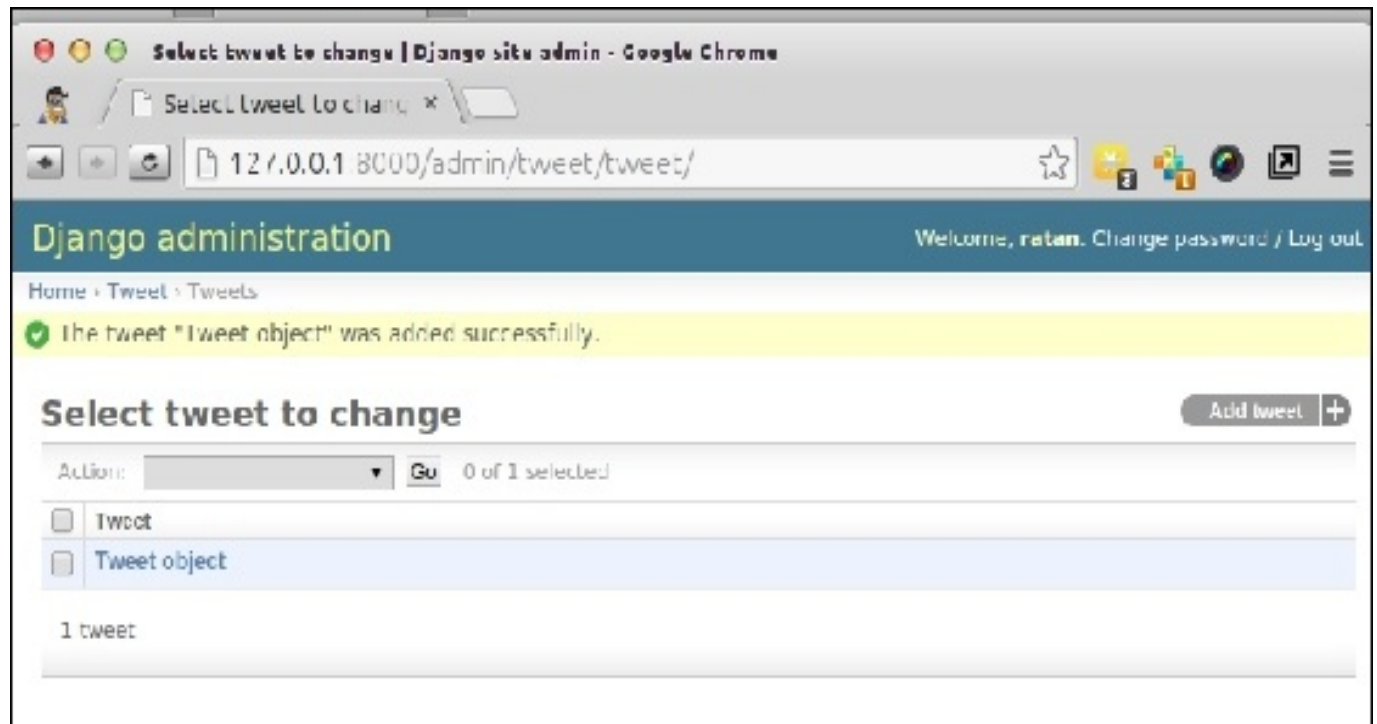 Select tweet to change | Django site admin - Google Chrome
Select tweet to chang ×
127.0.0.1:8000/admin/tweet/tweet/
Django administration
Welcome, ratan. Change password / Log out
Home › Tweet › Tweets
The tweet "Tweet object" was added successfully.
Select tweet to change
Add tweet +
Action:
Go
0 of 1 selected
Tweet
Tweet object
1 tweet